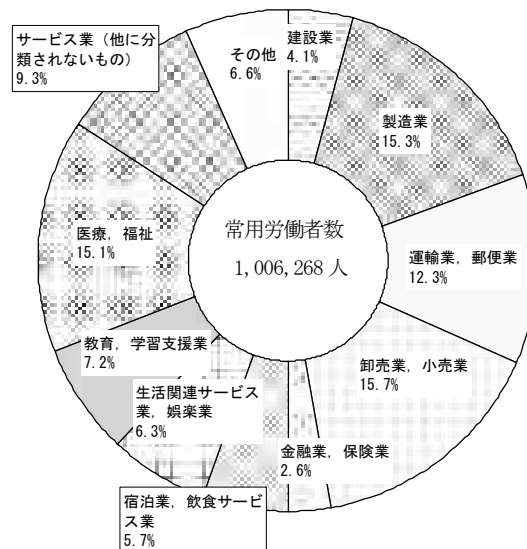 サービス業（他に分
類されないもの）
9.3%
その他
6.6%
建設業
4.1%
製造業
15.3%
医療，福祉
15.1%
常用労働者数
1,006,268 人
運輸業，郵便業
12.3%
教育，学習支援業
7.2%
卸売業，小売業
15.7%
生活関連サービス
業，娯楽業
6.3%
金融業，保険業
2.6%
宿泊業，飲食サービ
ス業
5.7%